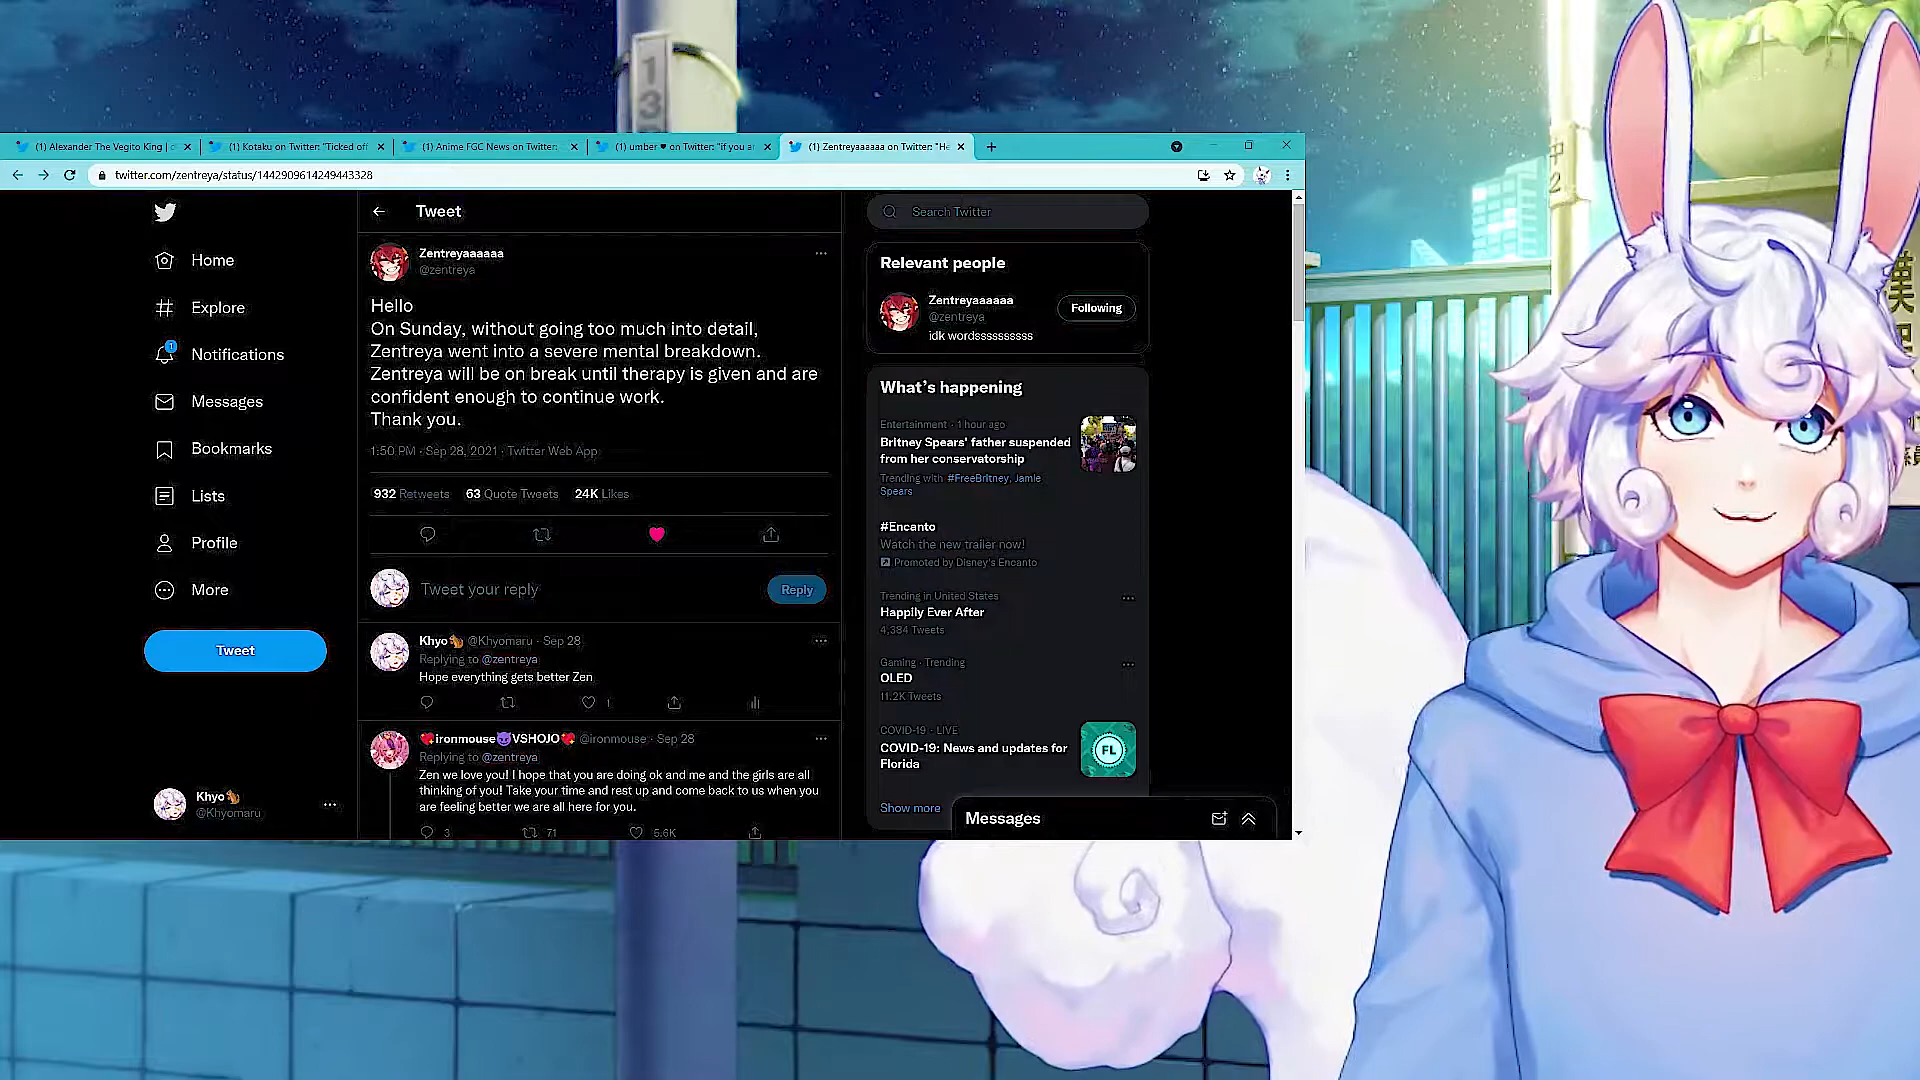 13
(1) Alexander The Vegito King |
(1) Kotaku on Twitter: "Ticked off
(1) Anime FGC News on Twitter:
(1) umber ♥ on Twitter: "if you a
(1) Zentreyaaaaaa on Twitter: "He
twitter.com/zentreya/status/1442909614249443328
Home
Explore
1
Notifications
Messages
Bookmarks
Lists
Profile
More
Tweet
Khyo🐿️
@Khyomaru
Tweet
Zentreyaaaaaa
@zentreya
Hello
On Sunday, without going too much into detail,
Zentreya went into a severe mental breakdown.
Zentreya will be on break until therapy is given and are
confident enough to continue work.
Thank you.
1:50 PM · Sep 28, 2021 · Twitter Web App
932 Retweets 63 Quote Tweets 24K Likes
Tweet your reply
Reply
Khyo🐿️ @Khyomaru · Sep 28
Replying to @zentreya
Hope everything gets better Zen
1
💖ironmouse😈VSHOJO💖 @ironmouse · Sep 28
Replying to @zentreya
Zen we love you! I hope that you are doing ok and me and the girls are all
thinking of you! Take your time and rest up and come back to us when you
are feeling better we are all here for you.
3 71 5.6K
Search Twitter
Relevant people
Zentreyaaaaaa
@zentreya
Following
idk wordssssssssss
What's happening
Entertainment · 1 hour ago
Britney Spears' father suspended
from her conservatorship
Trending with #FreeBritney, Jamie
Spears
#Encanto
Watch the new trailer now!
Promoted by Disney's Encanto
Trending in United States
Happily Ever After
4,384 Tweets
Gaming · Trending
OLED
11.2K Tweets
COVID-19 · LIVE
COVID-19: News and updates for
Florida
FL
Show more
Messages
中
2
漢